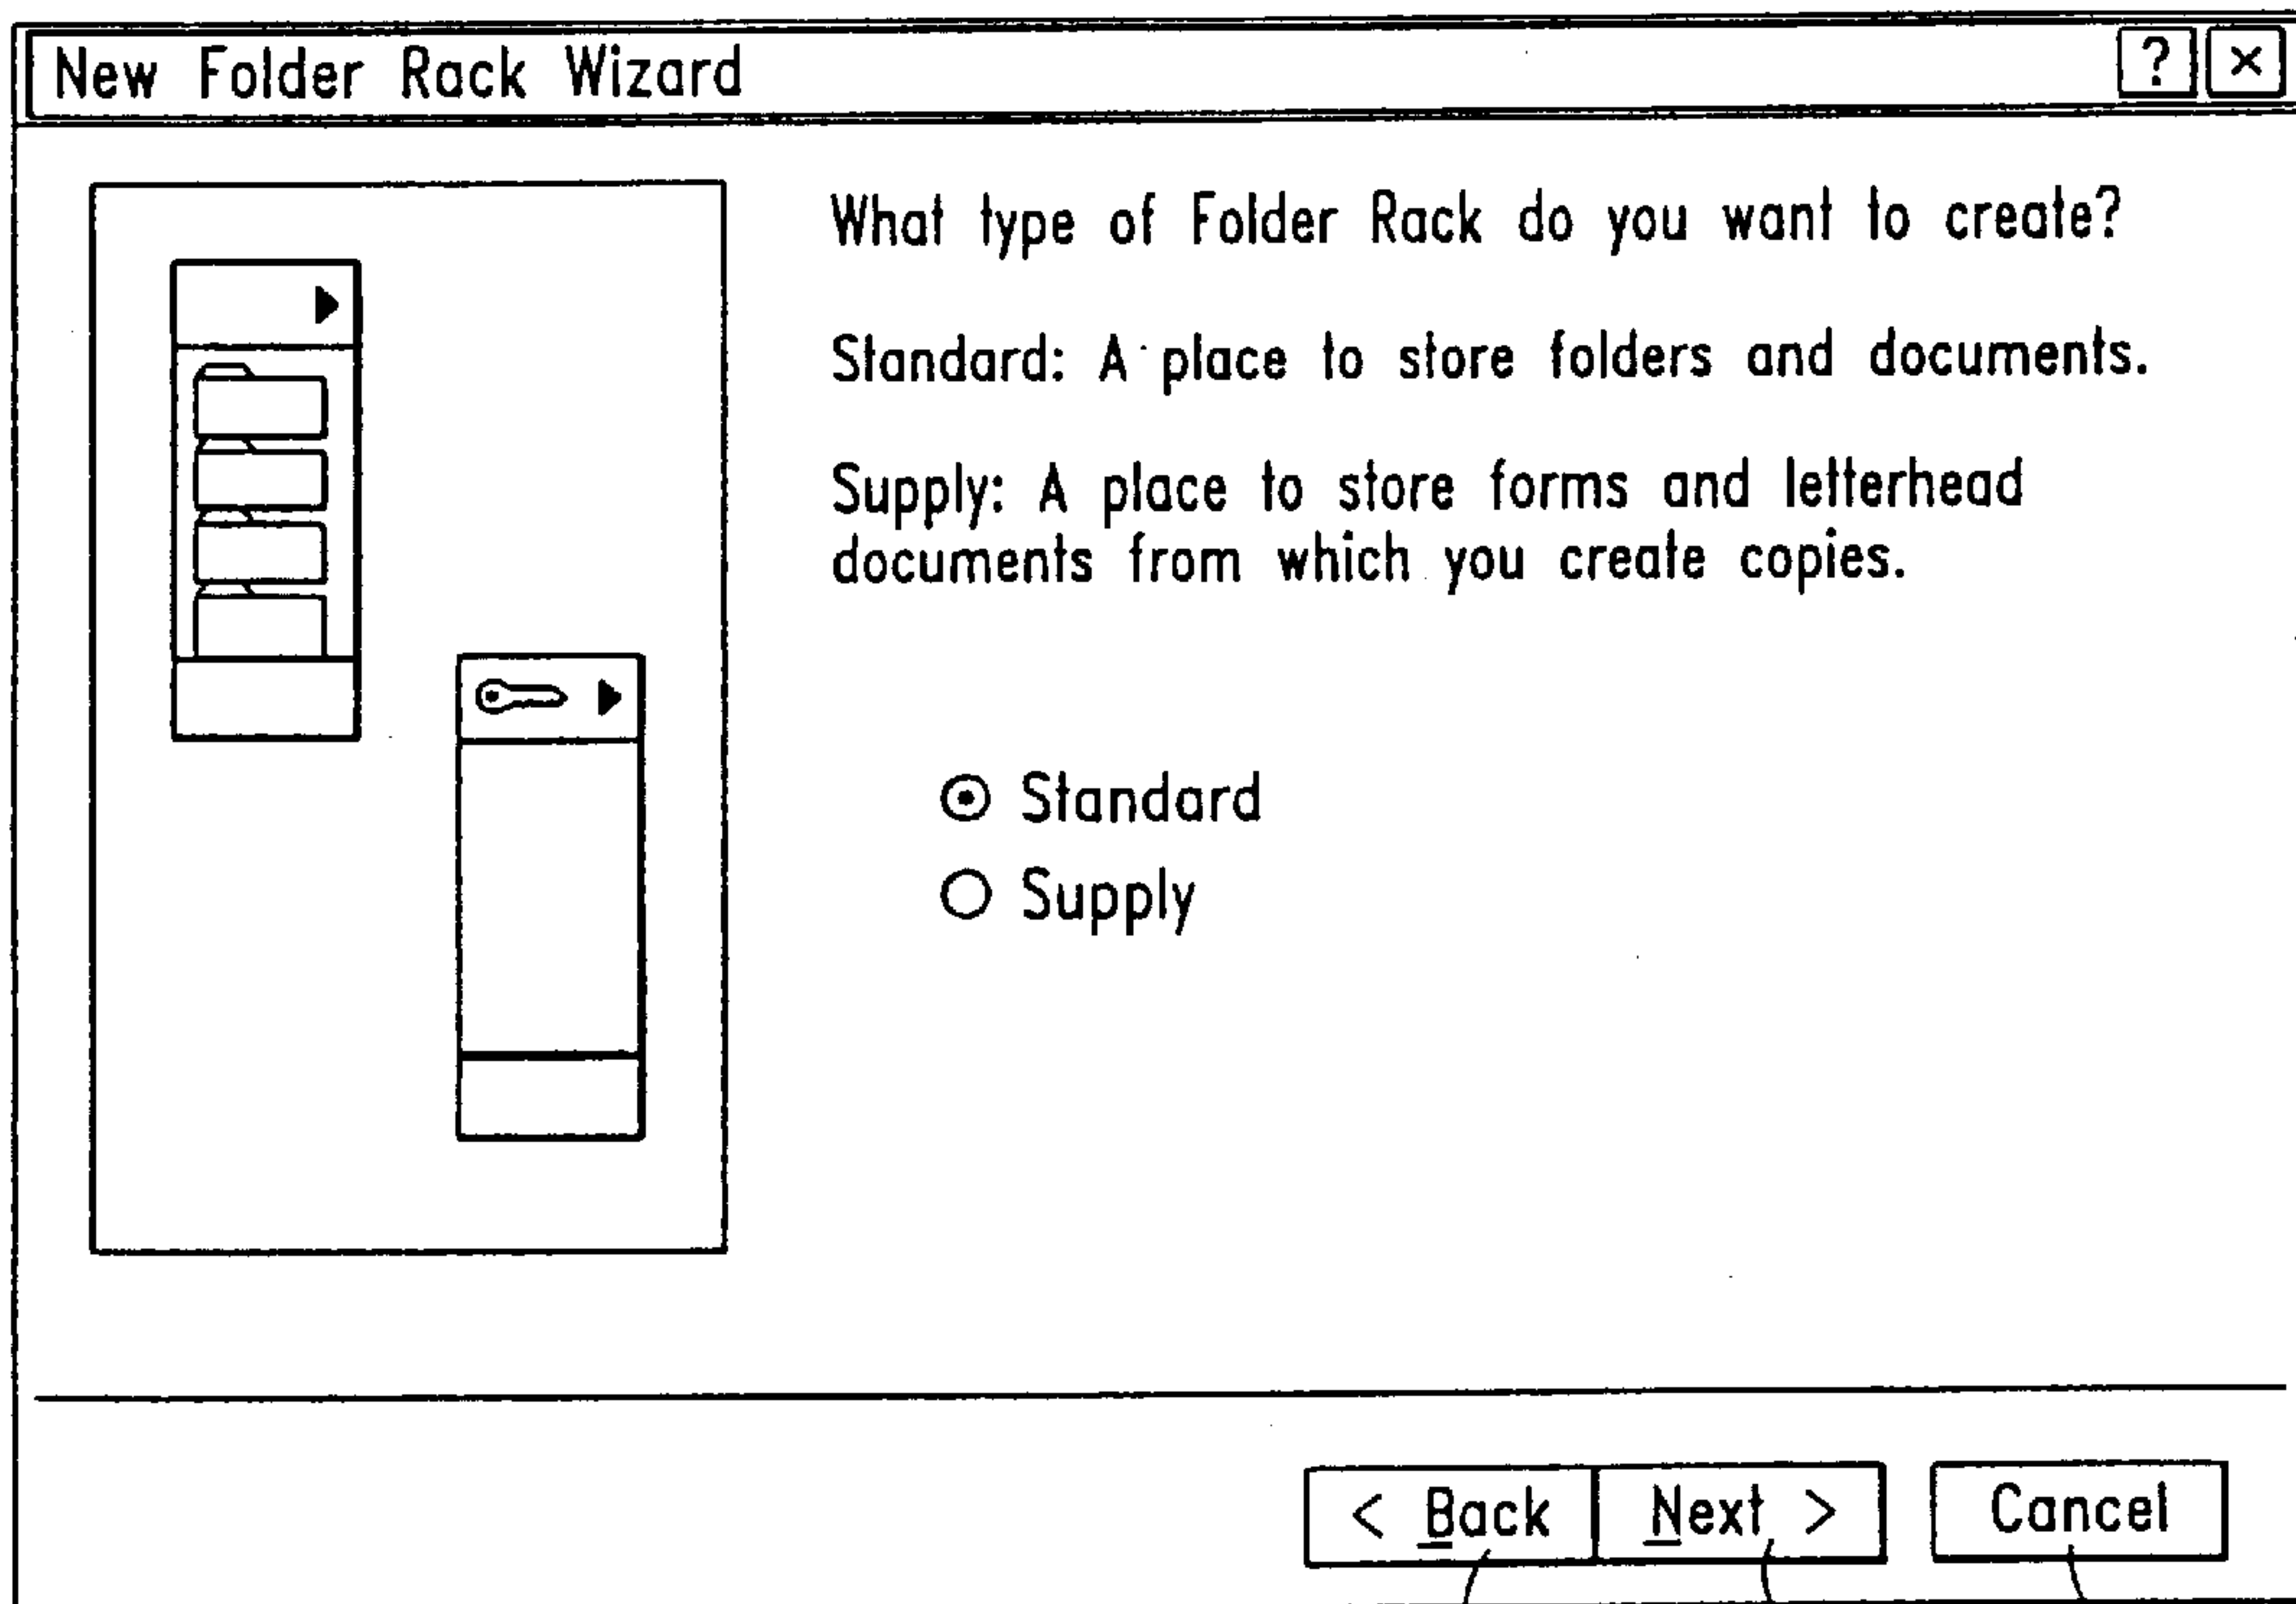 New Folder Rack Wizard ? ×
What type of Folder Rack do you want to create?
Standard: A place to store folders and documents.
Supply: A place to store forms and letterhead
documents from which you create copies.
Standard
Supply
< Back Next > Cancel